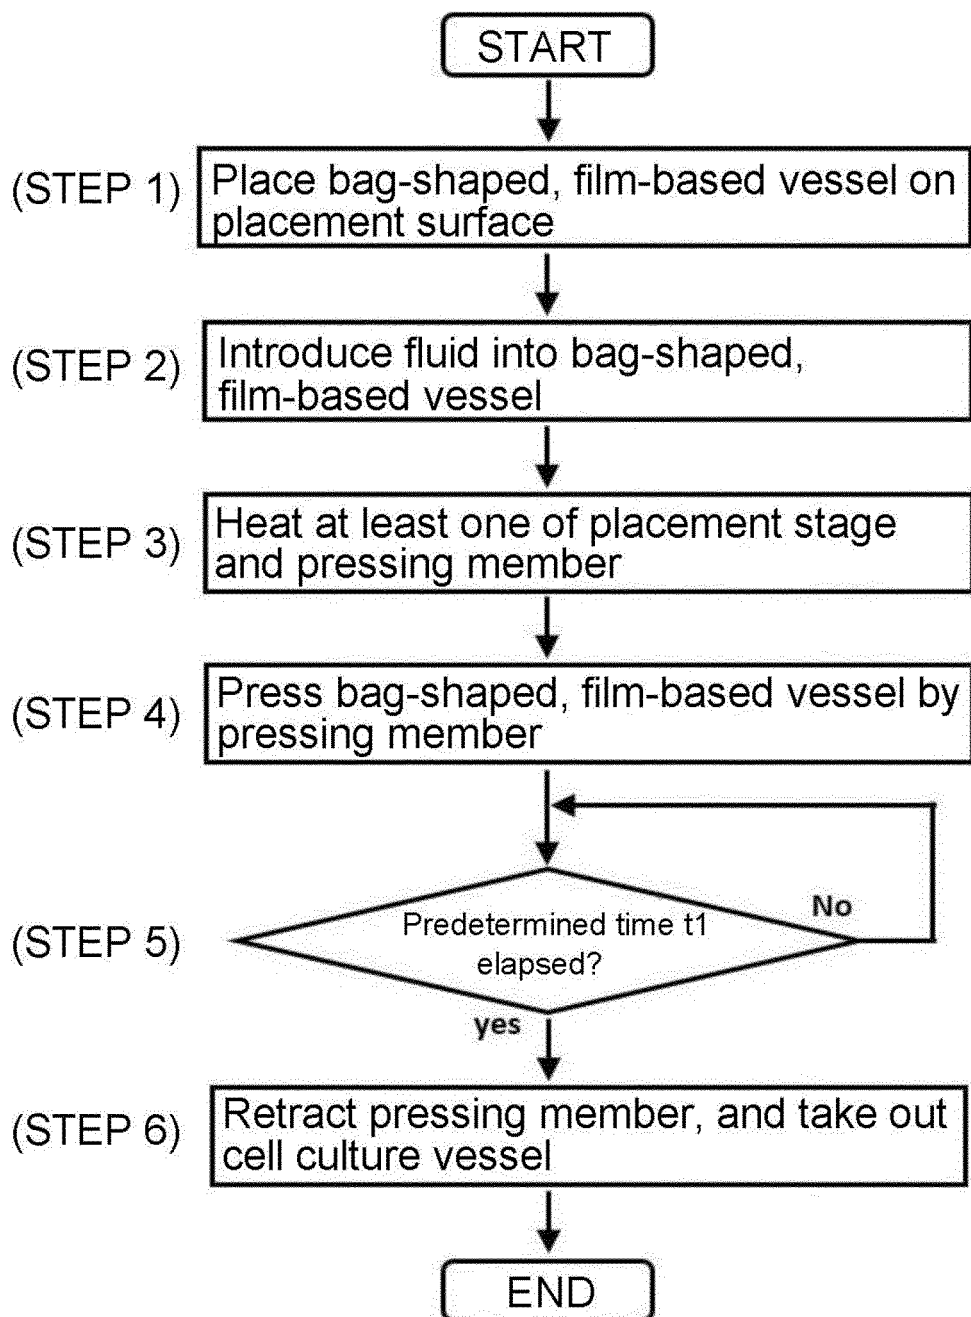 START
(STEP 1)
Place bag-shaped, film-based vessel on
placement surface
(STEP 2)
Introduce fluid into bag-shaped,
film-based vessel
(STEP 3)
Heat at least one of placement stage
and pressing member
(STEP 4)
Press bag-shaped, film-based vessel by
pressing member
(STEP 5)
Predetermined time t1
elapsed?
No
yes
(STEP 6)
Retract pressing member, and take out
cell culture vessel
END